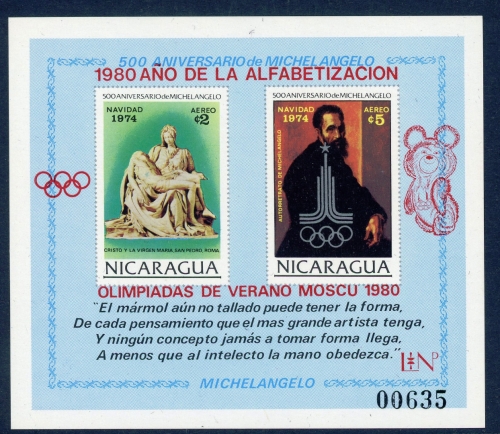 500 ANIVERSARIO de MICHELANGELO
1980 AÑO DE LA ALFABETIZACION
500 ANIVERSARIO de MICHELANGELO
NAVIDAD 1974
AEREO ₡2
CRISTO Y LA VIRGEN MARIA, SAN PEDRO, ROMA
NICARAGUA
500 ANIVERSARIO de MICHELANGELO
NAVIDAD 1974
AEREO ₡5
AUTORRETRATO DE MICHELANGELO
NICARAGUA
OLIMPIADAS DE VERANO MOSCU 1980
"El mármol aún no tallado puede tener la forma,
De cada pensamiento que el mas grande artista tenga,
Y ningún concepto jamás a tomar forma llega,
A menos que al intelecto la mano obedezca."
MICHELANGELO
00635